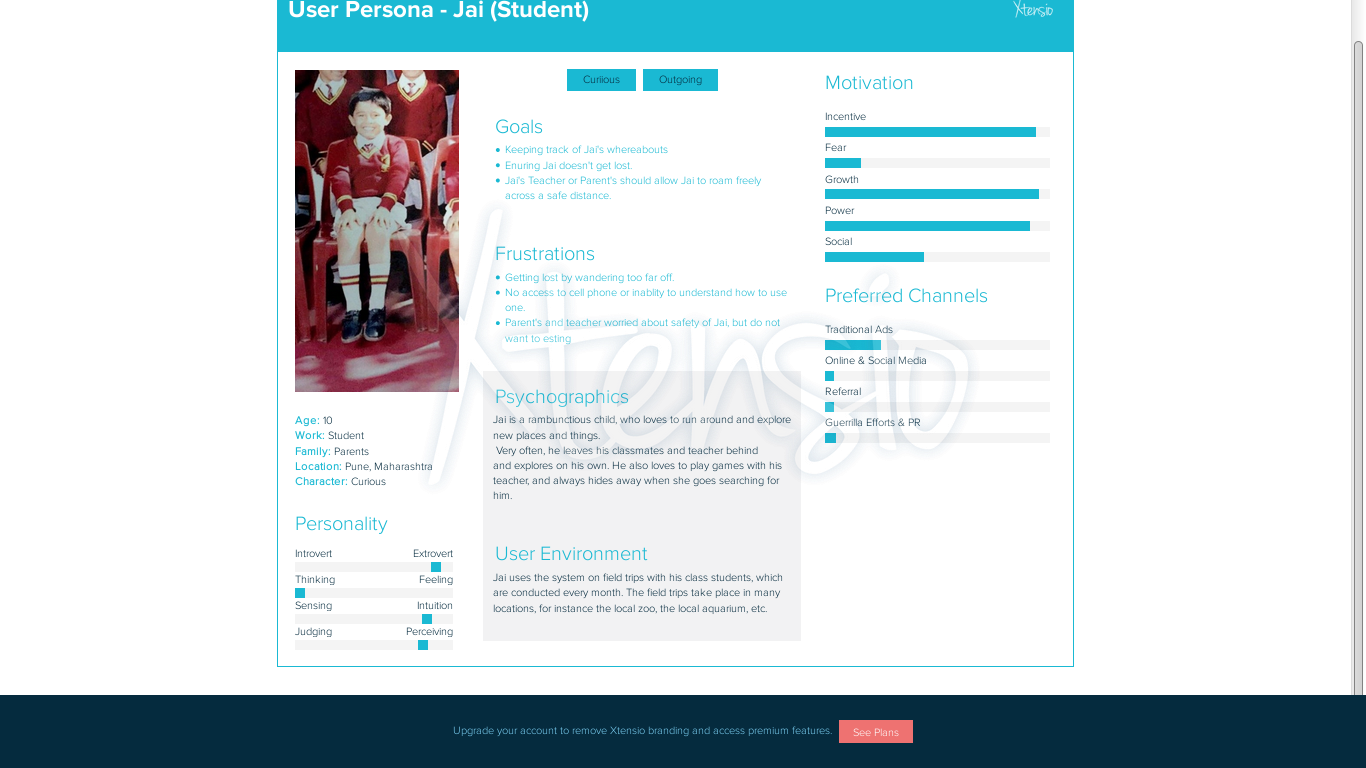 User Persona - Jai (Student)
Xtensio
Curiious
Outgoing
Goals
Keeping track of Jai's whereabouts
Enuring Jai doesn't get lost.
Jai's Teacher or Parent's should allow Jai to roam freely
across a safe distance.
Frustrations
Getting lost by wandering too far off.
No access to cell phone or inablity to understand how to use
one.
Parent's and teacher worried about safety of Jai, but do not
want to esting
Psychographics
Jai is a rambunctious child, who loves to run around and explore
new places and things.
Very often, he leaves his classmates and teacher behind
and explores on his own. He also loves to play games with his
teacher, and always hides away when she goes searching for
him.
User Environment
Jai uses the system on field trips with his class students, which
are conducted every month. The field trips take place in many
locations, for instance the local zoo, the local aquarium, etc.
Age: 10
Work: Student
Family: Parents
Location: Pune, Maharashtra
Character: Curious
Personality
Introvert Extrovert
Thinking Feeling
Sensing Intuition
Judging Perceiving
Motivation
Incentive
Fear
Growth
Power
Social
Preferred Channels
Traditional Ads
Online & Social Media
Referral
Guerrilla Efforts & PR
Xtensio
Upgrade your account to remove Xtensio branding and access premium features. See Plans